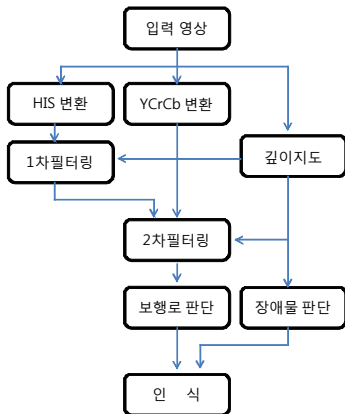 입력 영상
HIS 변환
YCrCb 변환
1차필터링
깊이지도
2차필터링
보행로 판단
장애물 판단
인 식